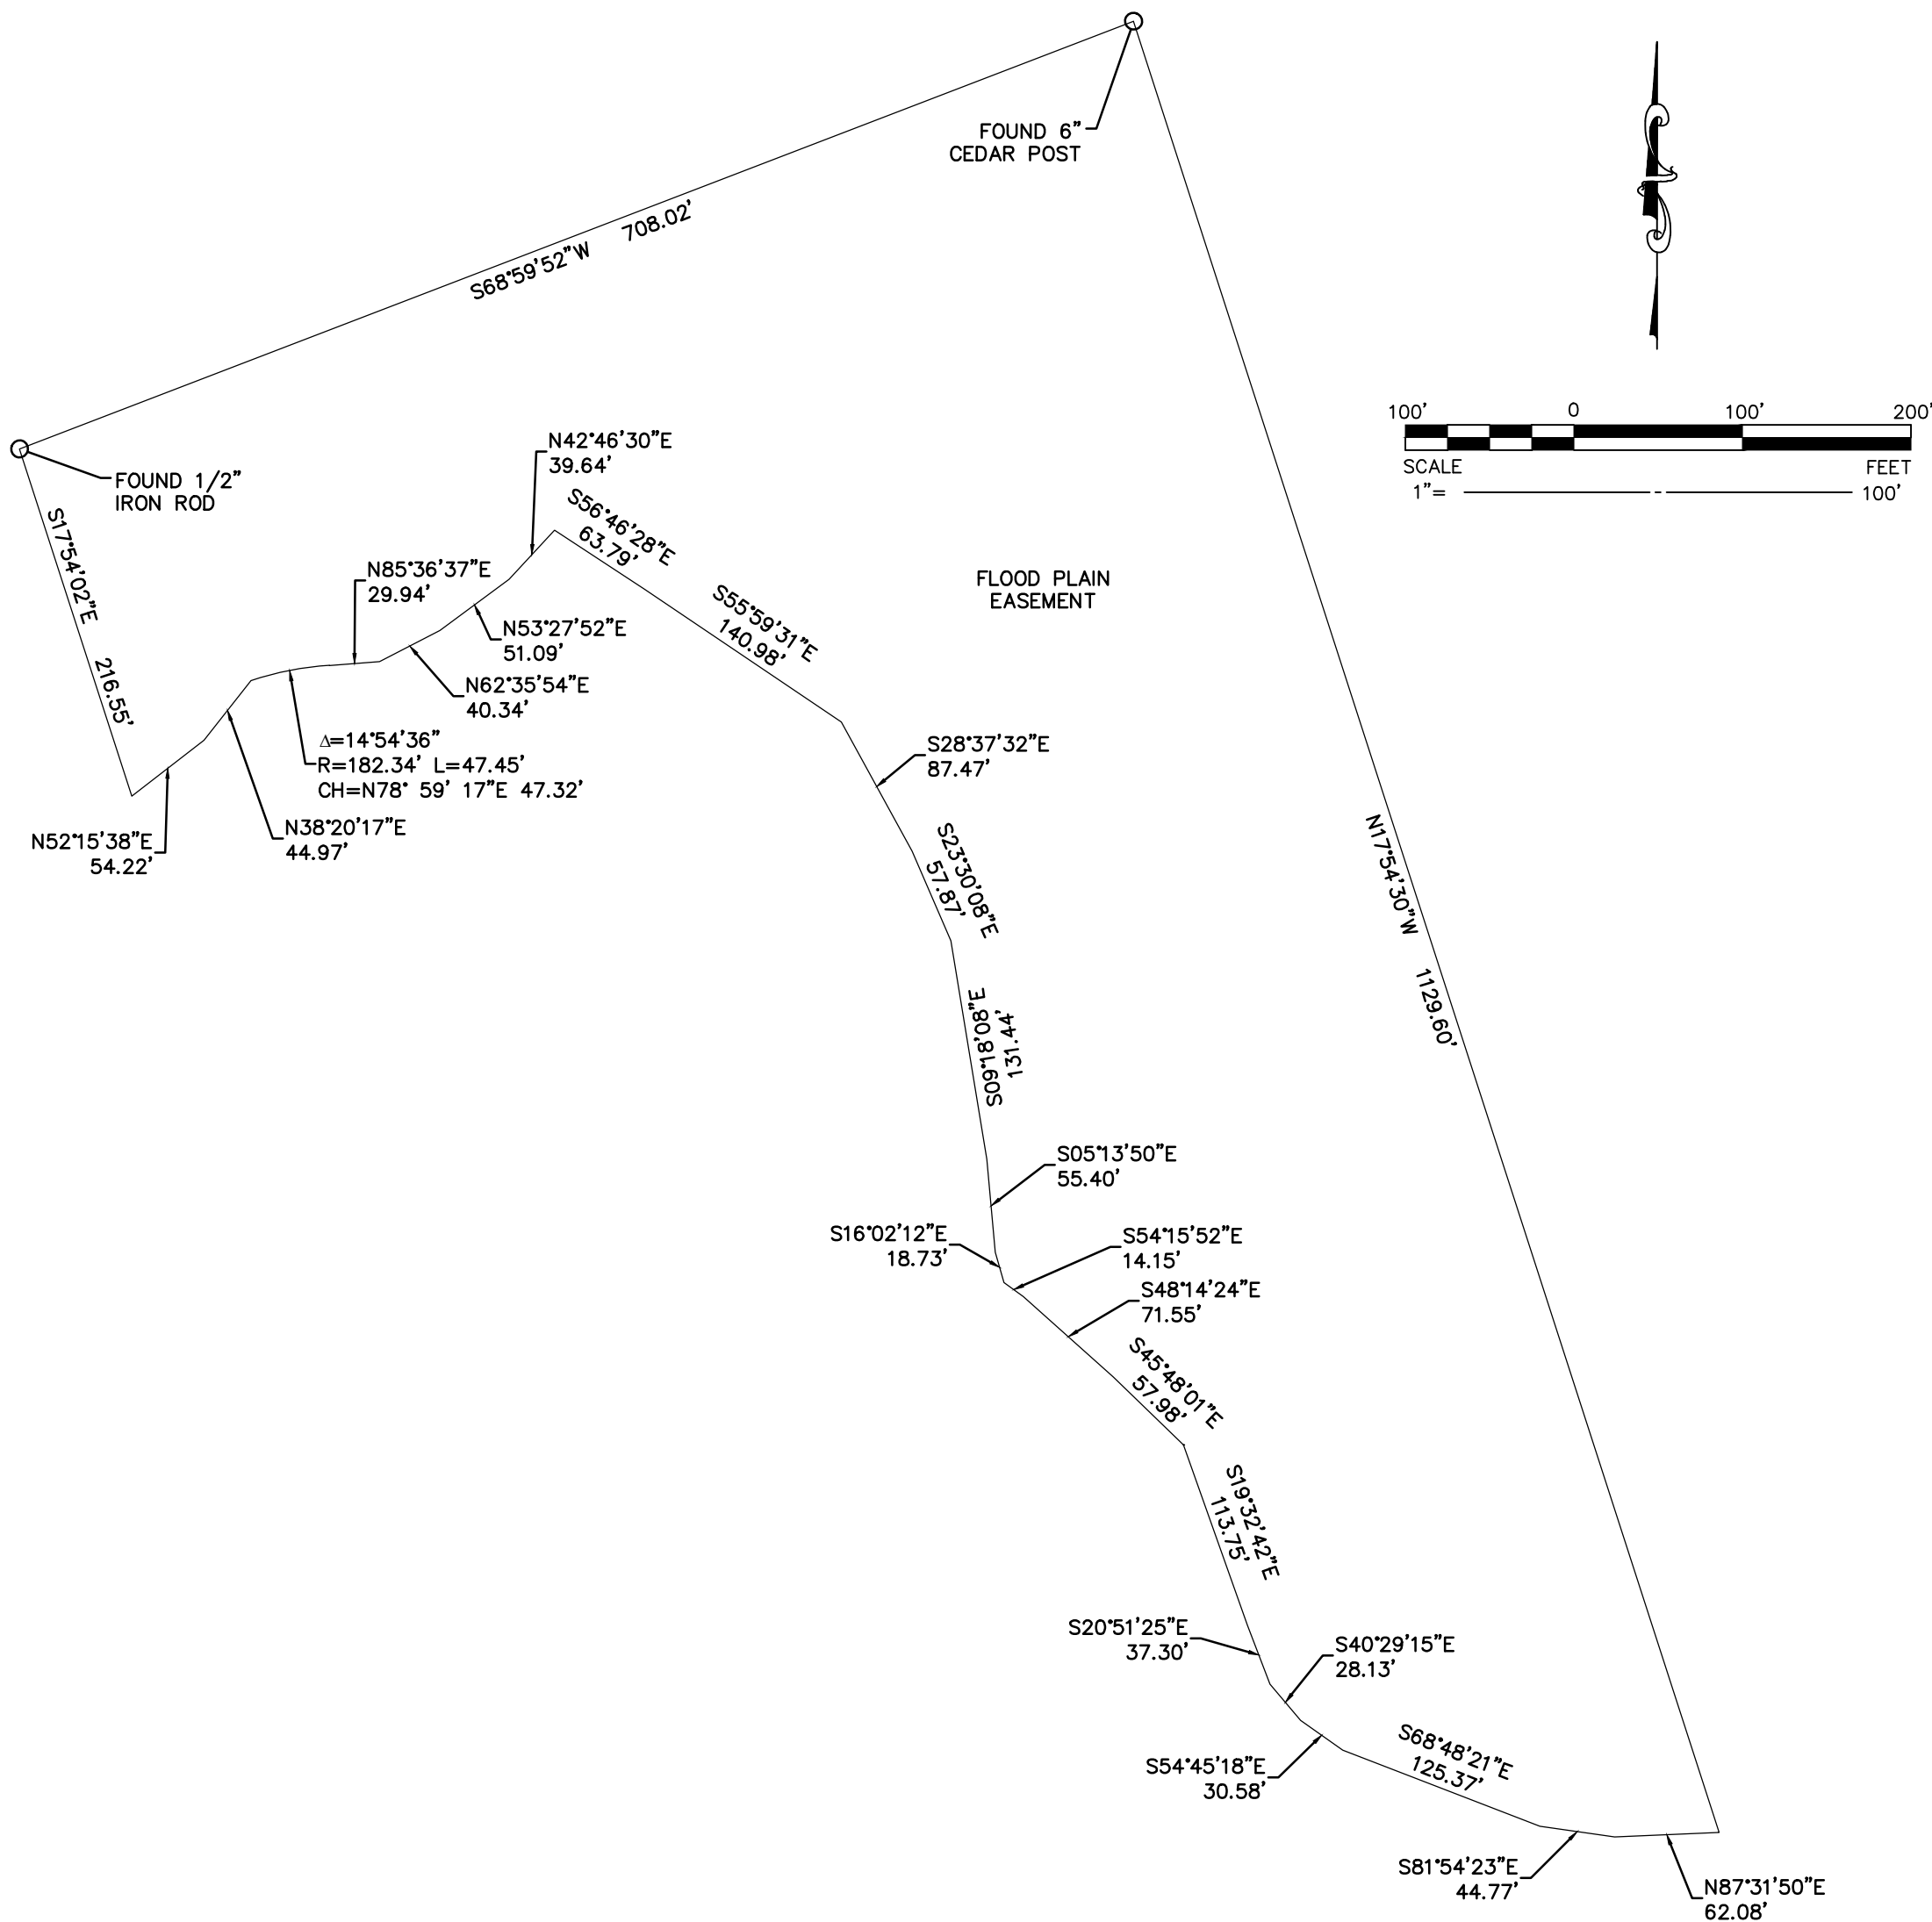 FOUND 6"
CEDAR POST
S68°59'52"W 708.02'
100' 0 100' 200'
SCALE FEET
1"= 100'
FOUND 1/2"
IRON ROD
N42°46'30"E
39.64'
S17°54'02"E 216.55'
S56°46'28"E
63.79'
N85°36'37"E
29.94'
FLOOD PLAIN
EASEMENT
S55°59'31"E
140.98'
N53°27'52"E
51.09'
N62°35'54"E
40.34'
Δ=14°54'36"
R=182.34' L=47.45'
CH=N78° 59' 17"E 47.32'
S28°37'32"E
87.47'
N38°20'17"E
44.97'
N52°15'38"E
54.22'
S23°30'08"E
57.87'
N17°54'30"W 1129.60'
S09°18'08"E
131.44'
S05°13'50"E
55.40'
S16°02'12"E
18.73'
S54°15'52"E
14.15'
S48°14'24"E
71.55'
S45°48'01"E
57.98'
S19°32'42"E
113.75'
S20°51'25"E
37.30'
S40°29'15"E
28.13'
S54°45'18"E
30.58'
S68°48'21"E
125.37'
S81°54'23"E
44.77'
N87°31'50"E
62.08'